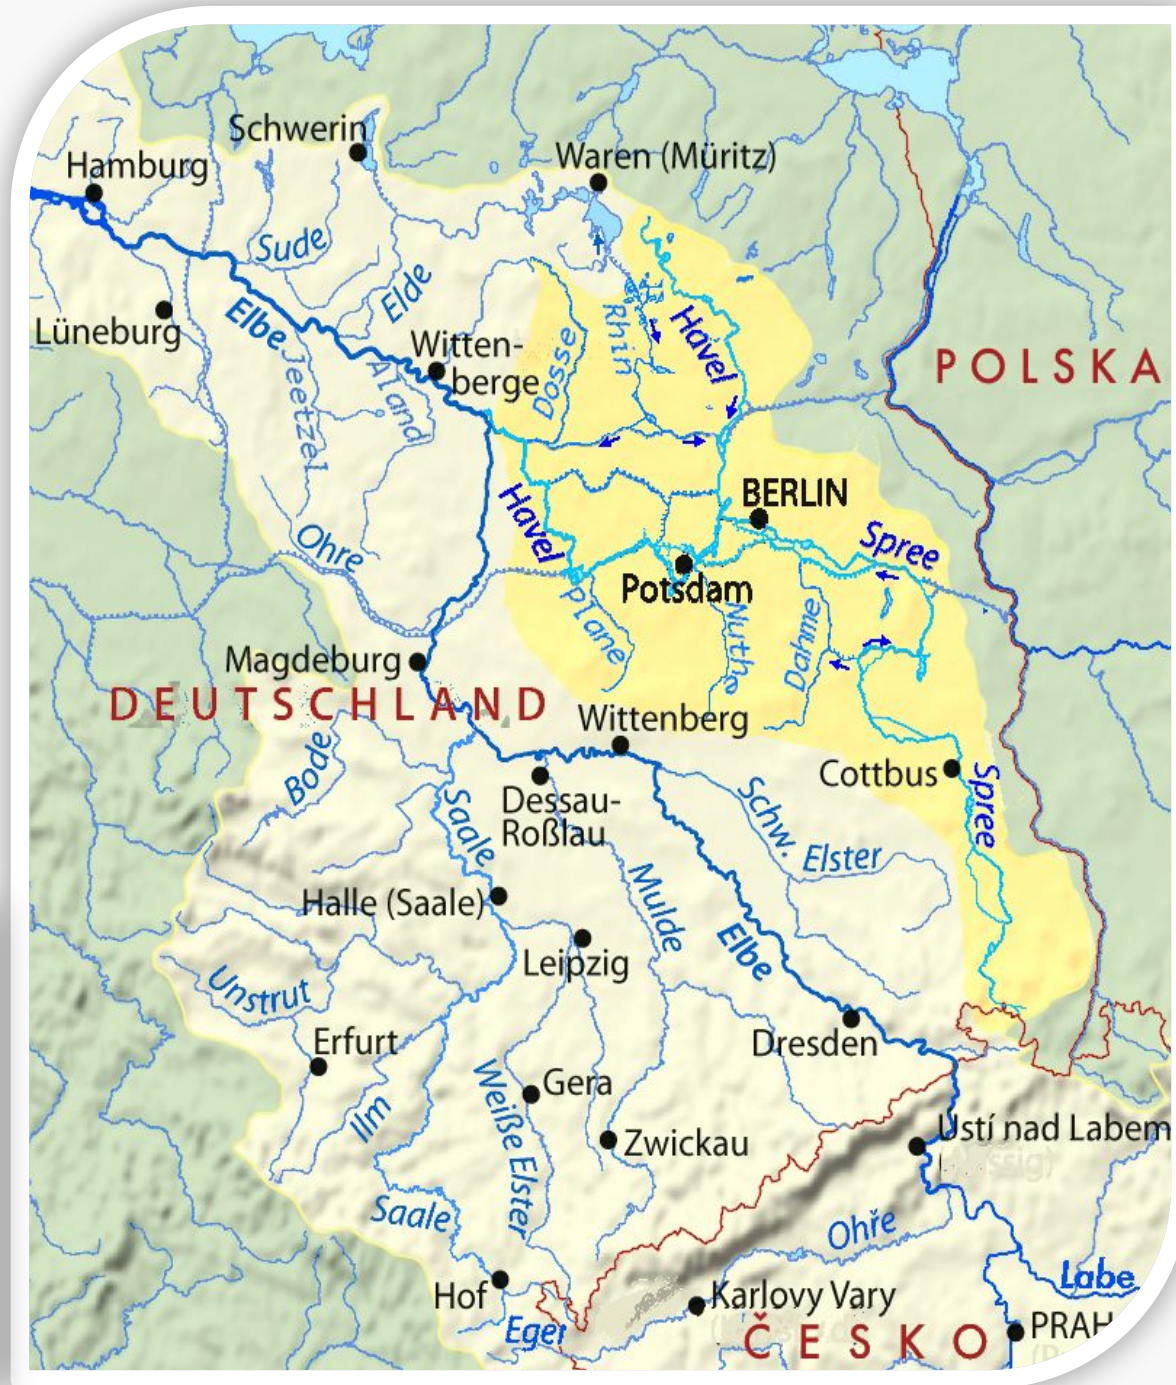 Schwerin
Hamburg
Waren (Müritz)
Sude
Elde
Lüneburg
Elbe
Jeetzel
Aland
Witten-
berge
Dosse
Rhin
Havel
POLSKA
BERLIN
Havel
Spree
Ohre
Potsdam
Plane
Nuthe
Dahme
Magdeburg
DEUTSCHLAND
Wittenberg
Bode
Cottbus
Spree
Dessau-
Roßlau
Saale
Schw. Elster
Halle (Saale)
Mulde
Elbe
Leipzig
Unstrut
Erfurt
Dresden
Ilm
Weiße Elster
Gera
Zwickau
Ústí nad Labem
Saale
Ohře
Hof
Eger
Karlovy Vary
Labe
ČESKO
PRAH